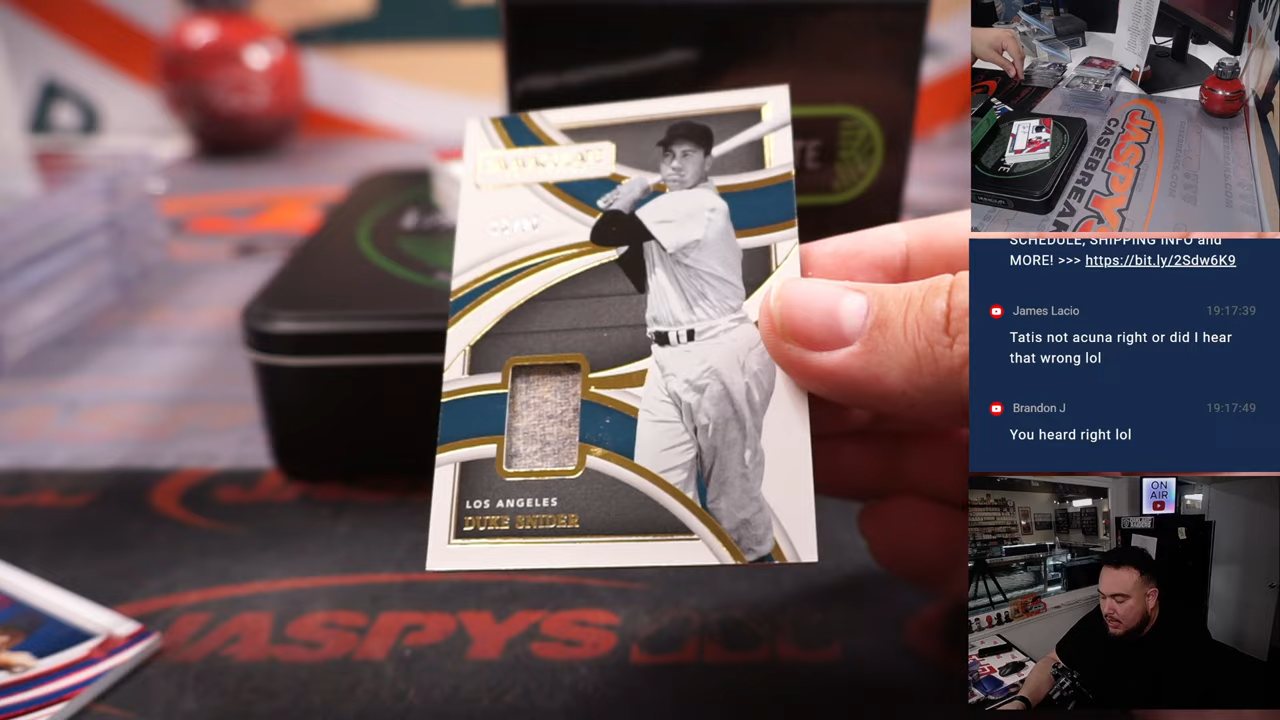 IMMACULATE
LOS ANGELES
DUKE SNIDER
JASPYS
JASPYS
SCHEDULE, SHIPPING INFO and
MORE! >>> https://bit.ly/2Sdw6K9
James Lacio 19:17:39
Tatis not acuna right or did I hear
that wrong lol
Brandon J 19:17:49
You heard right lol
ON
AIR